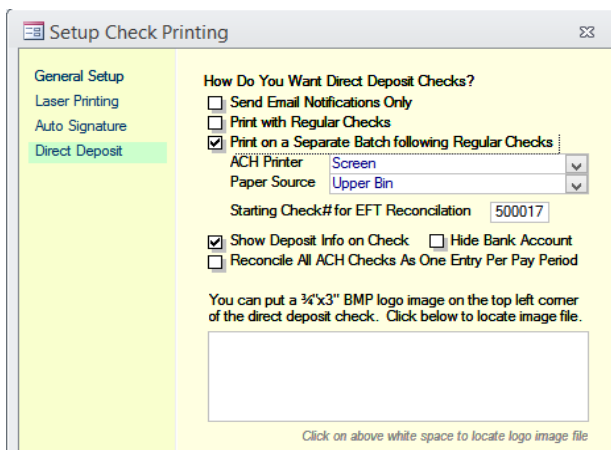 Setup Check Printing
General Setup
Laser Printing
Auto Signature
Direct Deposit
How Do You Want Direct Deposit Checks?
Send Email Notifications Only
Print with Regular Checks
Print on a Separate Batch following Regular Checks
ACH Printer Screen
Paper Source Upper Bin
Starting Check# for EFT Reconcilation 500017
Show Deposit Info on Check Hide Bank Account
Reconcile All ACH Checks As One Entry Per Pay Period
You can put a ¾"x3" BMP logo image on the top left corner
of the direct deposit check. Click below to locate image file.
Click on above white space to locate logo image file